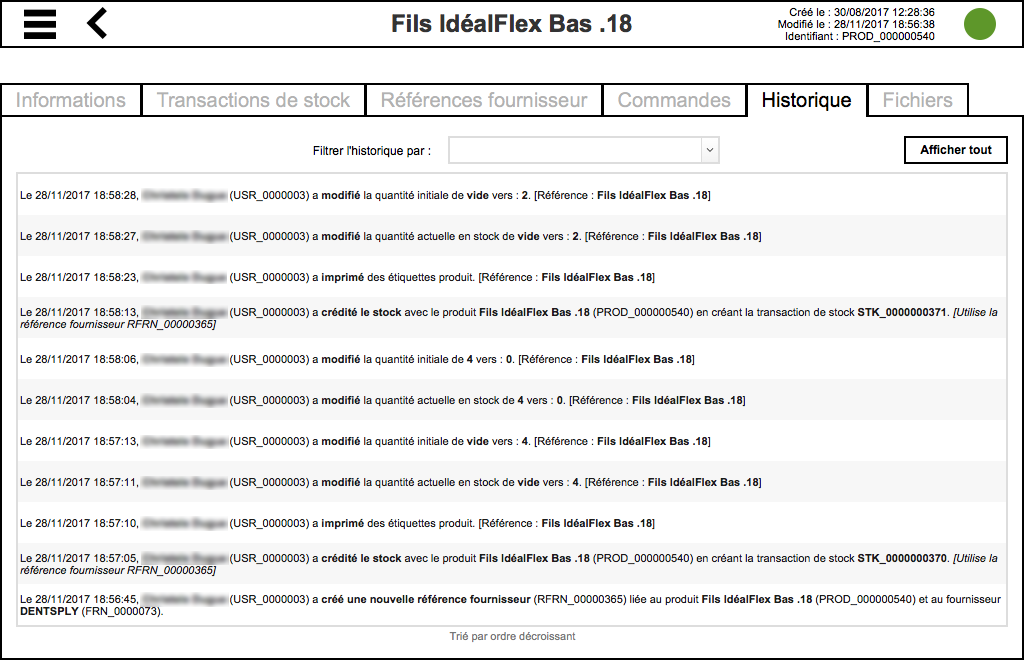 Fils IdéalFlex Bas .18
Créé le : 30/08/2017 12:28:36
Modifié le : 28/11/2017 18:56:38
Identifiant : PROD_000000540
Informations
Transactions de stock
Références fournisseur
Commandes
Historique
Fichiers
Filtrer l'historique par :
Afficher tout
Le 28/11/2017 18:58:28, (USR_0000003) a modifié la quantité initiale de vide vers : 2. [Référence : Fils IdéalFlex Bas .18]
Le 28/11/2017 18:58:27, (USR_0000003) a modifié la quantité actuelle en stock de vide vers : 2. [Référence : Fils IdéalFlex Bas .18]
Le 28/11/2017 18:58:23, (USR_0000003) a imprimé des étiquettes produit. [Référence : Fils IdéalFlex Bas .18]
Le 28/11/2017 18:58:13, (USR_0000003) a crédité le stock avec le produit Fils IdéalFlex Bas .18 (PROD_000000540) en créant la transaction de stock STK_0000000371. [Utilise la
référence fournisseur RFRN_00000365]
Le 28/11/2017 18:58:06, (USR_0000003) a modifié la quantité initiale de 4 vers : 0. [Référence : Fils IdéalFlex Bas .18]
Le 28/11/2017 18:58:04, (USR_0000003) a modifié la quantité actuelle en stock de 4 vers : 0. [Référence : Fils IdéalFlex Bas .18]
Le 28/11/2017 18:57:13, (USR_0000003) a modifié la quantité initiale de vide vers : 4. [Référence : Fils IdéalFlex Bas .18]
Le 28/11/2017 18:57:11, (USR_0000003) a modifié la quantité actuelle en stock de vide vers : 4. [Référence : Fils IdéalFlex Bas .18]
Le 28/11/2017 18:57:10, (USR_0000003) a imprimé des étiquettes produit. [Référence : Fils IdéalFlex Bas .18]
Le 28/11/2017 18:57:05, (USR_0000003) a crédité le stock avec le produit Fils IdéalFlex Bas .18 (PROD_000000540) en créant la transaction de stock STK_0000000370. [Utilise la
référence fournisseur RFRN_00000365]
Le 28/11/2017 18:56:45, (USR_0000003) a créé une nouvelle référence fournisseur (RFRN_00000365) liée au produit Fils IdéalFlex Bas .18 (PROD_000000540) et au fournisseur
DENTSPLY (FRN_0000073).
Trié par ordre décroissant